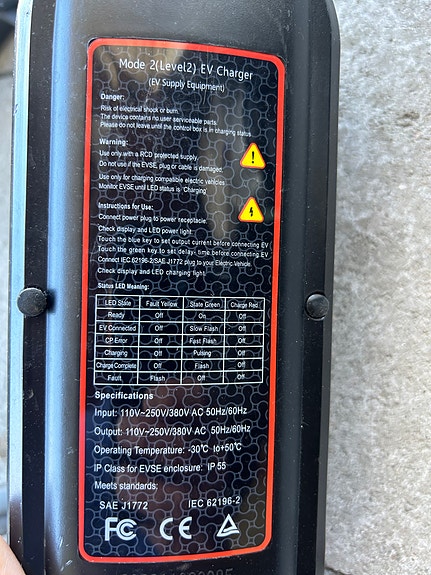 Mode 2(Level2) EV Charger
(EV Supply Equipment)
Danger:
Risk of electrical shock or burn.
The device contains no user serviceable parts.
Please do not leave until the control box is in charging status
Warning:
Use only with a RCD protected supply.
Do not use if the EVSE, plug or cable is damaged.
Use only for charging compatible electric vehicles
Monitor EVSE until LED status is 'Charging'
Instructions for Use:
Connect power plug to power receptacle.
Check display and LED power light.
Touch the blue key to set output current before connecting EV
Touch the green key to set delay- time before connecting EV
Connect IEC 62196-2/SAE J1772 plug to your Electric Vehicle.
Check display and LED charging light.
Status LED Meaning:
LED State Fault Yellow State Green Charge Red
Ready Off On Off
EV Connected Off Slow Flash Off
CP Error Off Fast Flash Off
Charging Off Pulsing Off
Charge Complete Off Flash Off
Fault Flash Off Off
Specifications
Input: 110V~250V/380V AC 50Hz/60Hz
Output: 110V~250V/380V AC 50Hz/60Hz
Operating Temperature: -30℃ to+50℃
IP Class for EVSE enclosure: IP 55
Meets standards:
SAE J1772 IEC 62196-2
FC CE